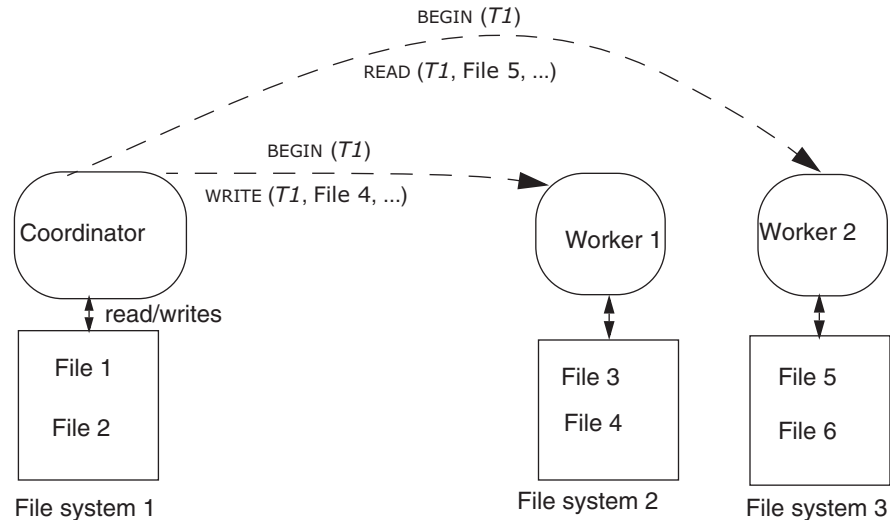 BEGIN (T1)
READ (T1, File 5, ...)
BEGIN (T1)
WRITE (T1, File 4, ...)
Coordinator
Worker 1
Worker 2
read/writes
File 1
File 2
File 3
File 4
File 5
File 6
File system 1
File system 2
File system 3